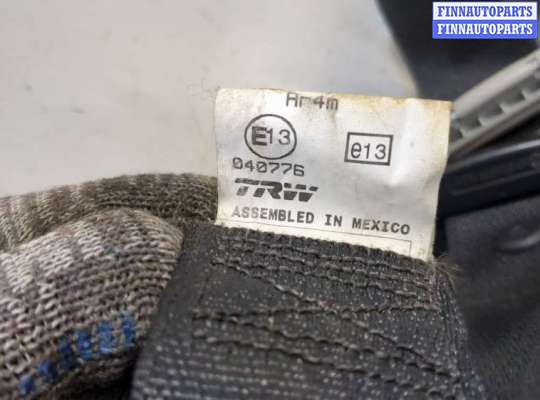 FINNAUTOPARTS
FINNAUTOPARTS
Ar4m
E13
e13
040776
TRW
ASSEMBLED IN MEXICO